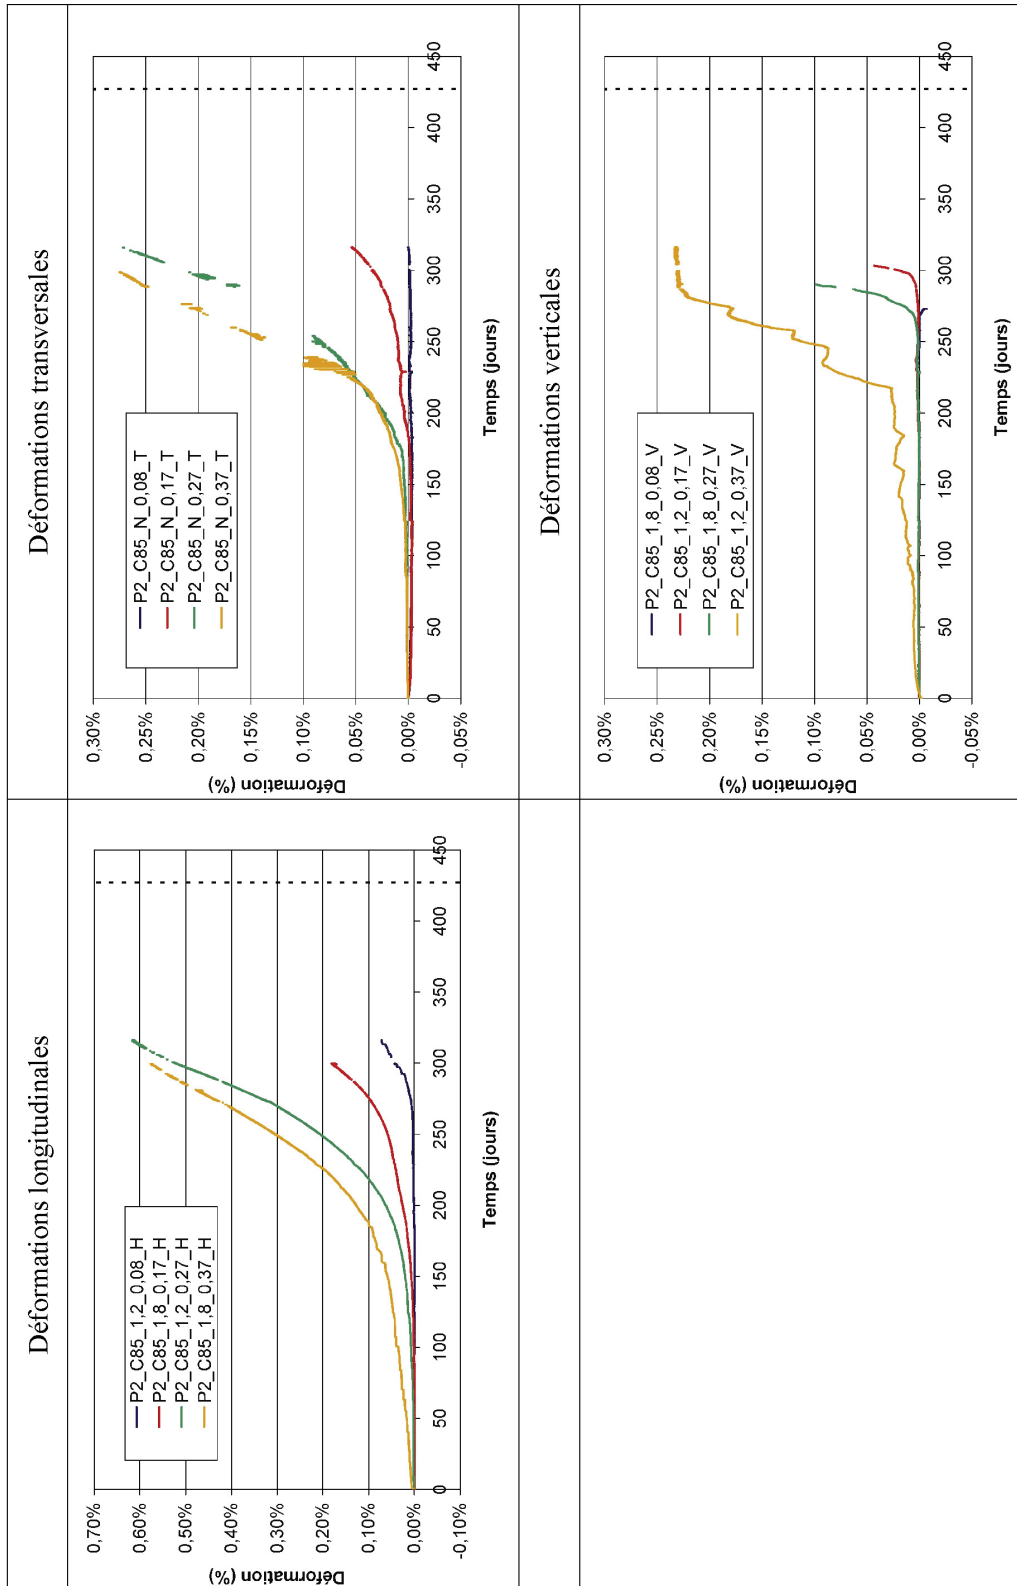 Déformations longitudinales
0,70%
0,60%
0,50%
0,40%
0,30%
0,20%
0,10%
0,00%
-0,10%
Déformation (%)
0 50 100 150 200 250 300 350 400 450
Temps (jours)
P2_C85_1,2_0,08_H
P2_C85_1,8_0,17_H
P2_C85_1,2_0,27_H
P2_C85_1,8_0,37_H
Déformations transversales
0,30%
0,25%
0,20%
0,15%
0,10%
0,05%
0,00%
-0,05%
Déformation (%)
0 50 100 150 200 250 300 350 400 450
Temps (jours)
P2_C85_N_0,08_T
P2_C85_N_0,17_T
P2_C85_N_0,27_T
P2_C85_N_0,37_T
Déformations verticales
0,30%
0,25%
0,20%
0,15%
0,10%
0,05%
0,00%
-0,05%
Déformation (%)
0 50 100 150 200 250 300 350 400 450
Temps (jours)
P2_C85_1,8_0,08_V
P2_C85_1,2_0,17_V
P2_C85_1,8_0,27_V
P2_C85_1,2_0,37_V